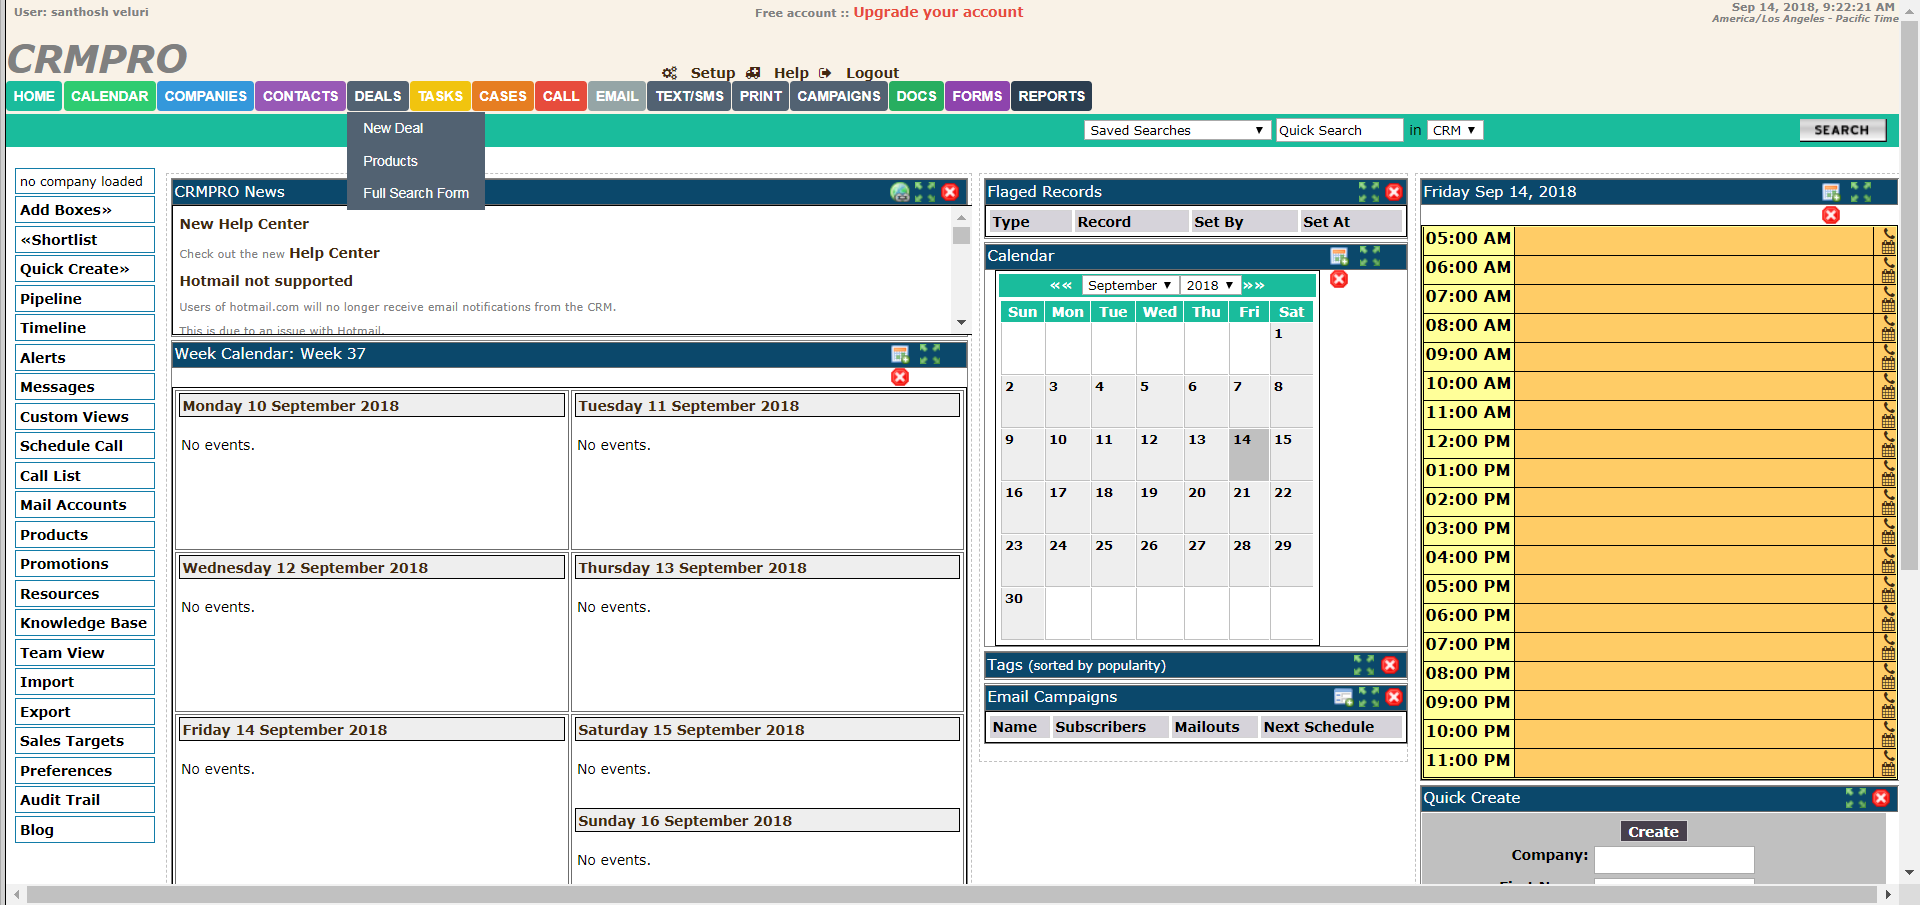 User: santhosh veluri
Free account :: Upgrade your account
Sep 14, 2018, 9:22:21 AM
America/Los Angeles - Pacific Time
CRMPRO
Setup Help Logout
HOME CALENDAR COMPANIES CONTACTS DEALS TASKS CASES CALL EMAIL TEXT/SMS PRINT CAMPAIGNS DOCS FORMS REPORTS
New Deal
Products
Full Search Form
Saved Searches Quick Search in CRM SEARCH
no company loaded
Add Boxes»
«Shortlist
Quick Create»
Pipeline
Timeline
Alerts
Messages
Custom Views
Schedule Call
Call List
Mail Accounts
Products
Promotions
Resources
Knowledge Base
Team View
Import
Export
Sales Targets
Preferences
Audit Trail
Blog
CRMPRO News
New Help Center
Check out the new Help Center
Hotmail not supported
Users of hotmail.com will no longer receive email notifications from the CRM.
This is due to an issue with Hotmail.
Week Calendar: Week 37
Monday 10 September 2018
No events.
Tuesday 11 September 2018
No events.
Wednesday 12 September 2018
No events.
Thursday 13 September 2018
No events.
Friday 14 September 2018
No events.
Saturday 15 September 2018
No events.
Sunday 16 September 2018
No events.
Flaged Records
Type Record Set By Set At
Calendar
«« September 2018 »»
Sun Mon Tue Wed Thu Fri Sat
1
2 3 4 5 6 7 8
9 10 11 12 13 14 15
16 17 18 19 20 21 22
23 24 25 26 27 28 29
30
Tags (sorted by popularity)
Email Campaigns
Name Subscribers Mailouts Next Schedule
Friday Sep 14, 2018
05:00 AM
06:00 AM
07:00 AM
08:00 AM
09:00 AM
10:00 AM
11:00 AM
12:00 PM
01:00 PM
02:00 PM
03:00 PM
04:00 PM
05:00 PM
06:00 PM
07:00 PM
08:00 PM
09:00 PM
10:00 PM
11:00 PM
Quick Create
Create
Company: